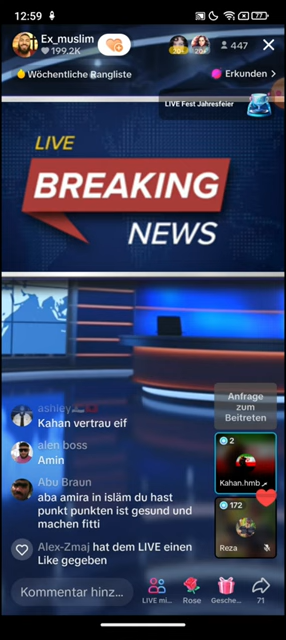 12:59
77
Ex_muslim
199.2K
447
Wöchentliche Rangliste
Erkunden >
LIVE Fest Jahresfeier
LIVE
BREAKING
NEWS
ashley
Kahan vertrau eif
alen boss
Amin
Abu Braun
aba amira in isläm du hast
punkt punkten ist gesund und
machen fitti
Alex-Zmaj hat dem LIVE einen
Like gegeben
Anfrage
zum
Beitreten
2
Kahan.hmb
172
Reza
Kommentar hinz...
LIVE mi...
Rose
Gesche...
71